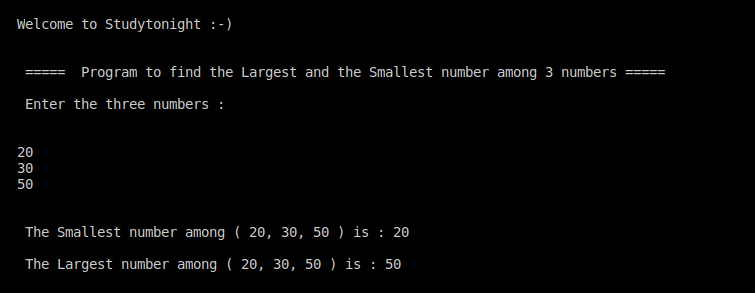 Welcome to Studytonight :-)
===== Program to find the Largest and the Smallest number among 3 numbers =====
Enter the three numbers :
20
30
50
The Smallest number among ( 20, 30, 50 ) is : 20
The Largest number among ( 20, 30, 50 ) is : 50